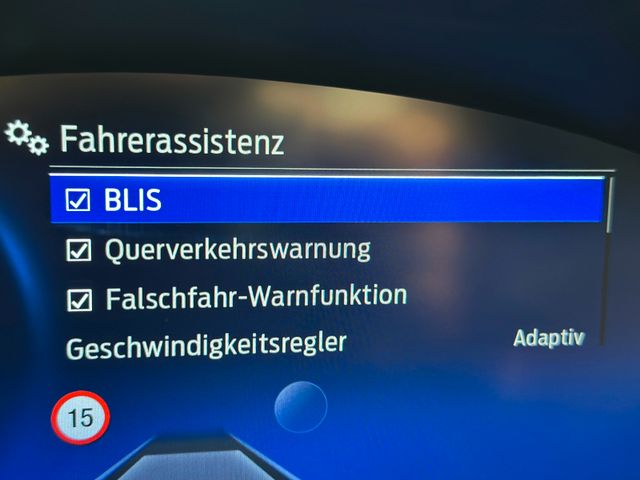 Fahrerassistenz
BLIS
Querverkehrswarnung
Falschfahr-Warnfunktion
Geschwindigkeitsregler Adaptiv
15